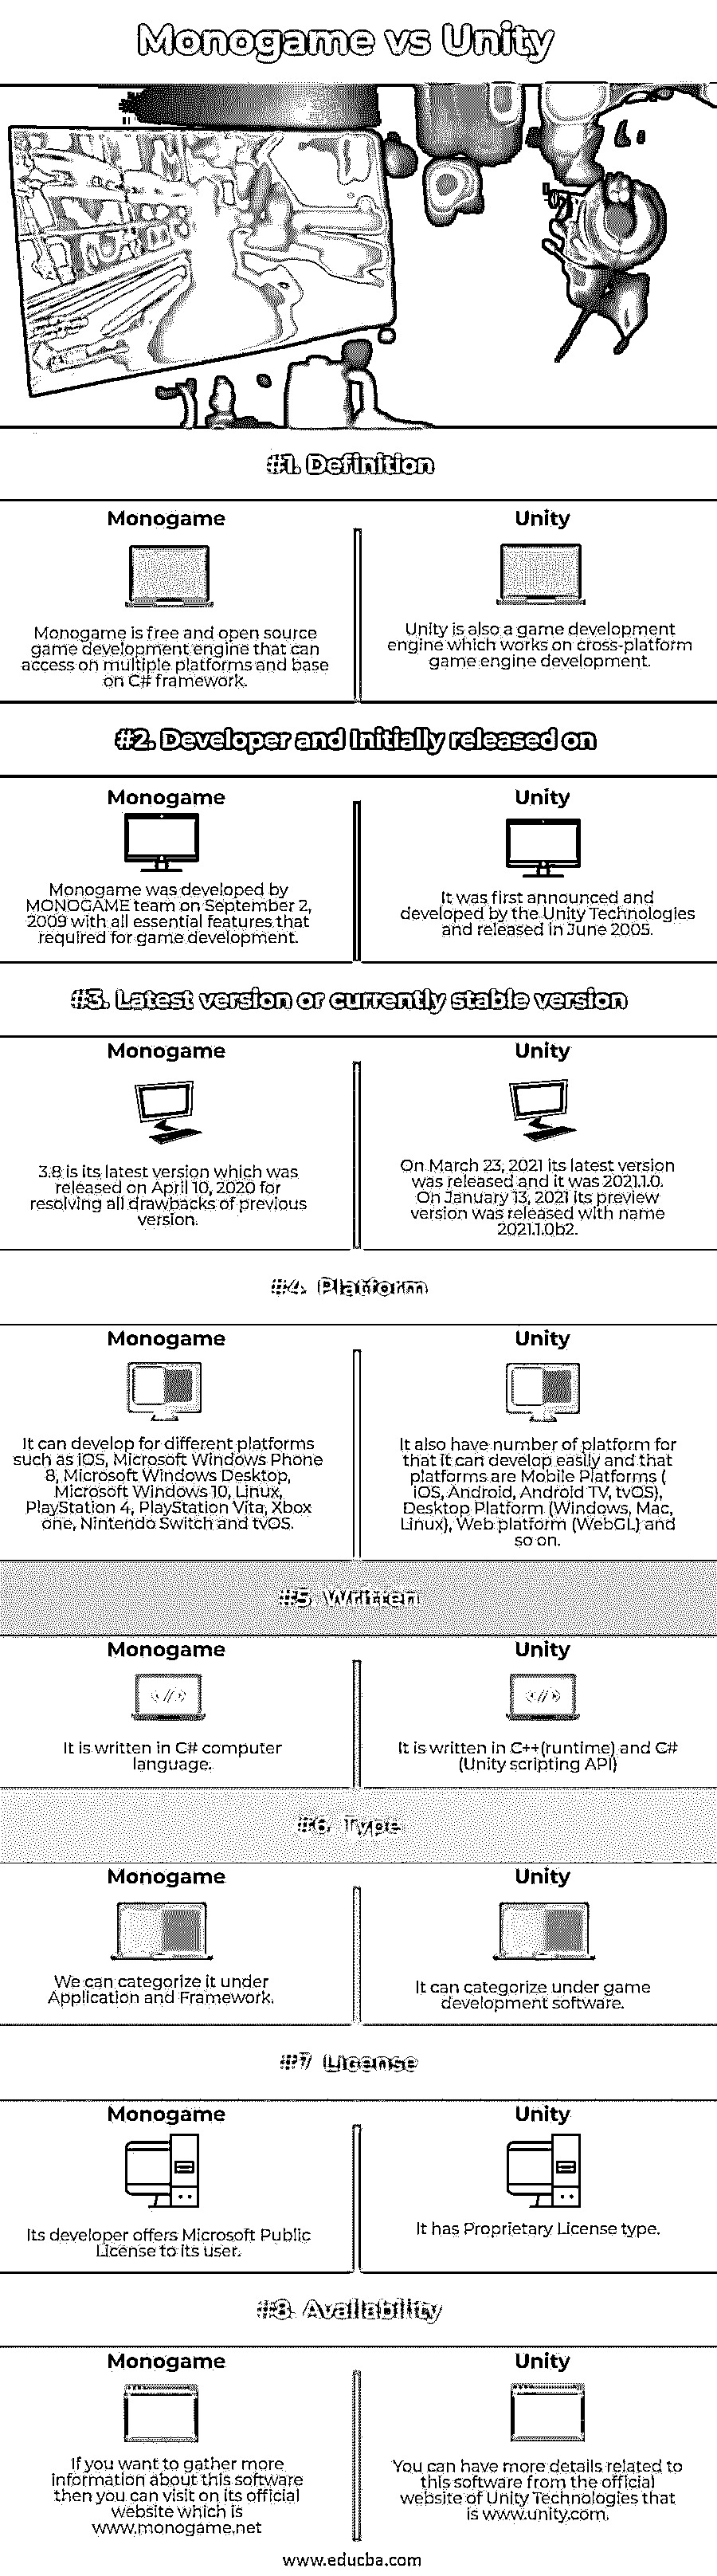 Monogame vs Unity
#1. Definition
Monogame
Monogame is free and open source
game development engine that can
access on multiple platforms and base
on C# framework.
Unity
Unity is also a game development
engine which works on cross-platform
game engine development.
#2. Developer and Initially released on
Monogame
Monogame was developed by
MONOGAME team on September 2,
2009 with all essential features that
required for game development.
Unity
It was first announced and
developed by the Unity Technologies
and released in June 2005.
#3. Latest version or currently stable version
Monogame
3.8 is its latest version which was
released on April 10, 2020 for
resolving all drawbacks of previous
version.
Unity
On March 23, 2021 its latest version
was released and it was 2021.1.0.
On January 13, 2021 its preview
version was released with name
2021.1.0b2.
#4. Platform
Monogame
It can develop for different platforms
such as iOS, Microsoft Windows Phone
8, Microsoft Windows Desktop,
Microsoft Windows 10, Linux,
PlayStation 4, PlayStation Vita, Xbox
one, Nintendo Switch and tvOS.
Unity
It also have number of platform for
that it can develop easily and that
platforms are Mobile Platforms (
iOS, Android, Android TV, tvOS),
Desktop Platform (Windows, Mac,
Linux), Web platform (WebGL) and
so on.
#5. Written
Monogame
It is written in C# computer
language.
Unity
It is written in C++(runtime) and C#
(Unity scripting API)
#6. Type
Monogame
We can categorize it under
Application and Framework.
Unity
It can categorize under game
development software.
#7 License
Monogame
Its developer offers Microsoft Public
License to its user.
Unity
It has Proprietary License type.
#8. Availability
Monogame
If you want to gather more
information about this software
then you can visit on its official
website which is
www.monogame.net
Unity
You can have more details related to
this software from the official
website of Unity Technologies that
is www.unity.com.
www.educba.com